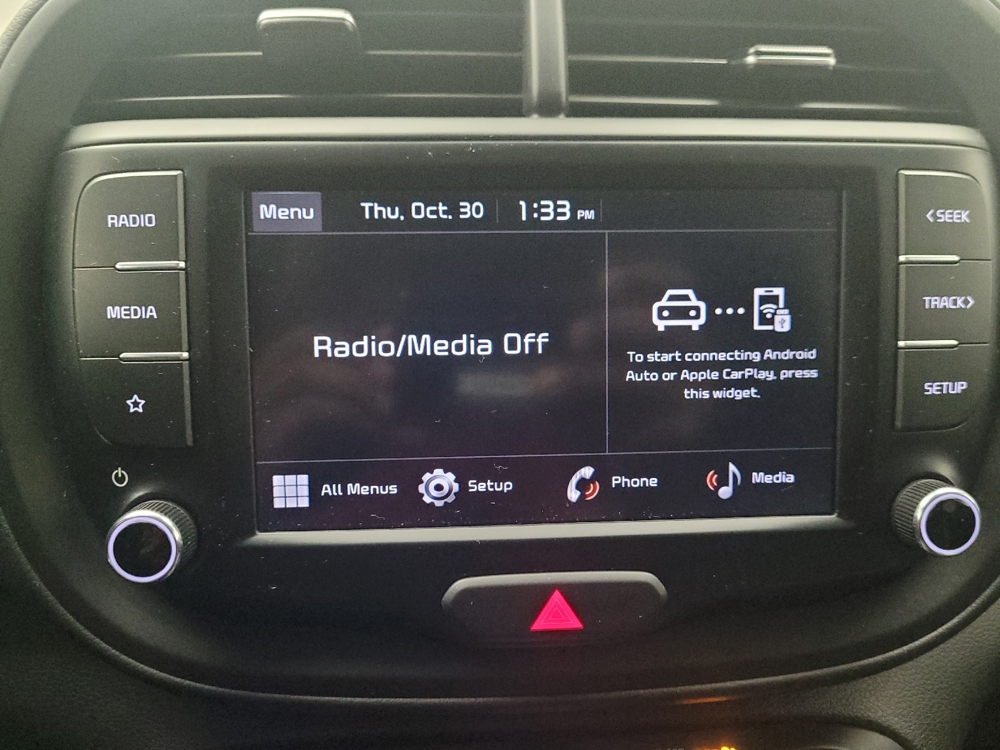 Menu
Thu, Oct. 30
1:33 PM
RADIO
MEDIA
Radio/Media Off
To start connecting Android
Auto or Apple CarPlay, press
this widget.
<SEEK
TRACK>
SETUP
All Menus
Setup
Phone
Media